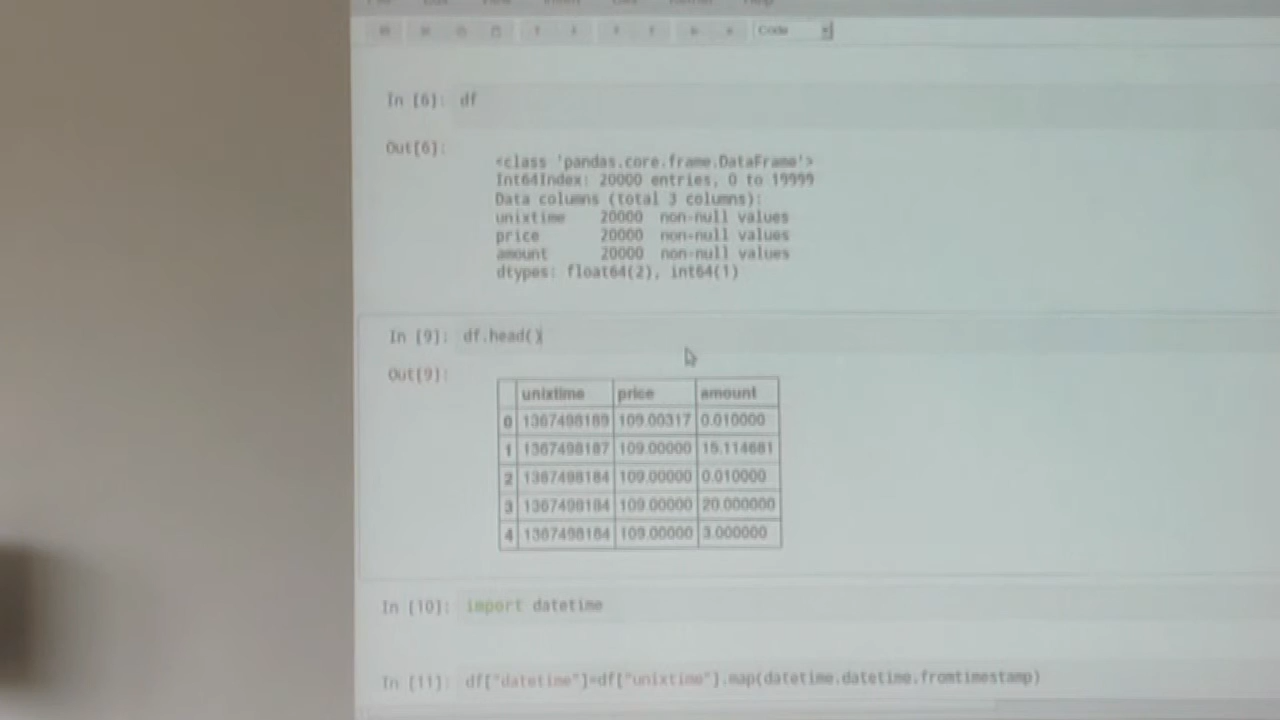 Code
In [6]: df
Out[6]:
<class 'pandas.core.frame.DataFrame'>
Int64Index: 20000 entries, 0 to 19999
Data columns (total 3 columns):
unixtime 20000 non-null values
price 20000 non-null values
amount 20000 non-null values
dtypes: float64(2), int64(1)
In [9]: df.head()
Out[9]:
unixtime price amount
0 1367498189 109.00317 0.010000
1 1367498187 109.00000 15.114681
2 1367498184 109.00000 0.010000
3 1367498184 109.00000 20.000000
4 1367498184 109.00000 3.000000
In [10]: import datetime
In [11]: df["datetime"]=df["unixtime"].map(datetime.datetime.fromtimestamp)